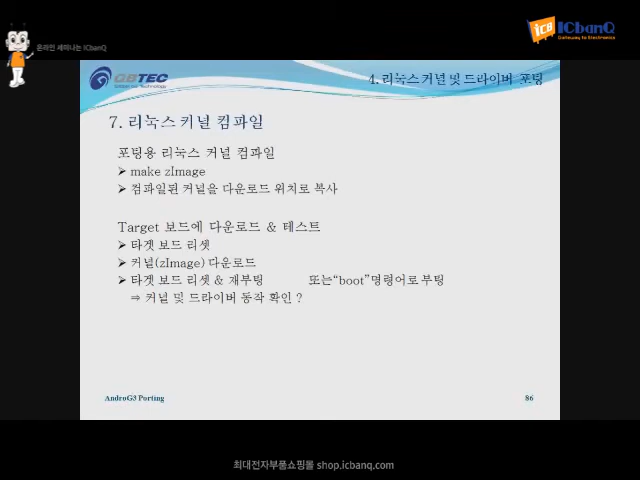 온라인 세미나는 ICbanQ
ICB ICbanQ
Gateway to Electronics
GBTEC
4. 리눅스 커널 및 드라이버 포팅
7. 리눅스 커널 컴파일
포팅용 리눅스 커널 컴파일
➤ make zImage
➤ 컴파일된 커널을 다운로드 위치로 복사
Target 보드에 다운로드 & 테스트
➤ 타겟 보드 리셋
➤ 커널(zImage) 다운로드
➤ 타겟 보드 리셋 & 재부팅 또는“boot”명령어로 부팅
⇒ 커널 및 드라이버 동작 확인 ?
AndroG3 Porting
86
최대전자부품쇼핑몰 shop.icbanq.com